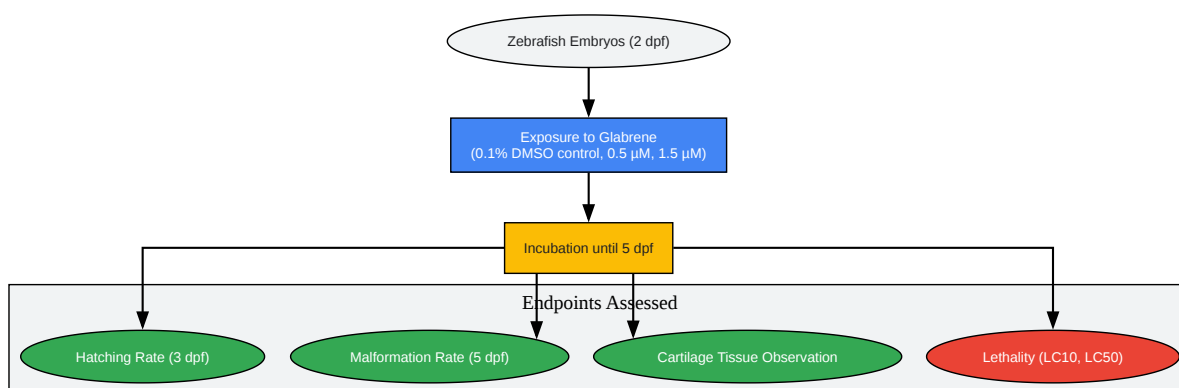 Zebrafish Embryos (2 dpf)
Exposure to Glabrene
(0.1% DMSO control, 0.5 µM, 1.5 µM)
Incubation until 5 dpf
Endpoints Assessed
Hatching Rate (3 dpf)
Malformation Rate (5 dpf)
Cartilage Tissue Observation
Lethality (LC10, LC50)